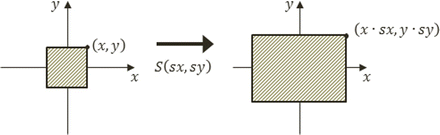 y
(x, y)
x
S(sx, sy)
y
(x · sx, y · sy)
x